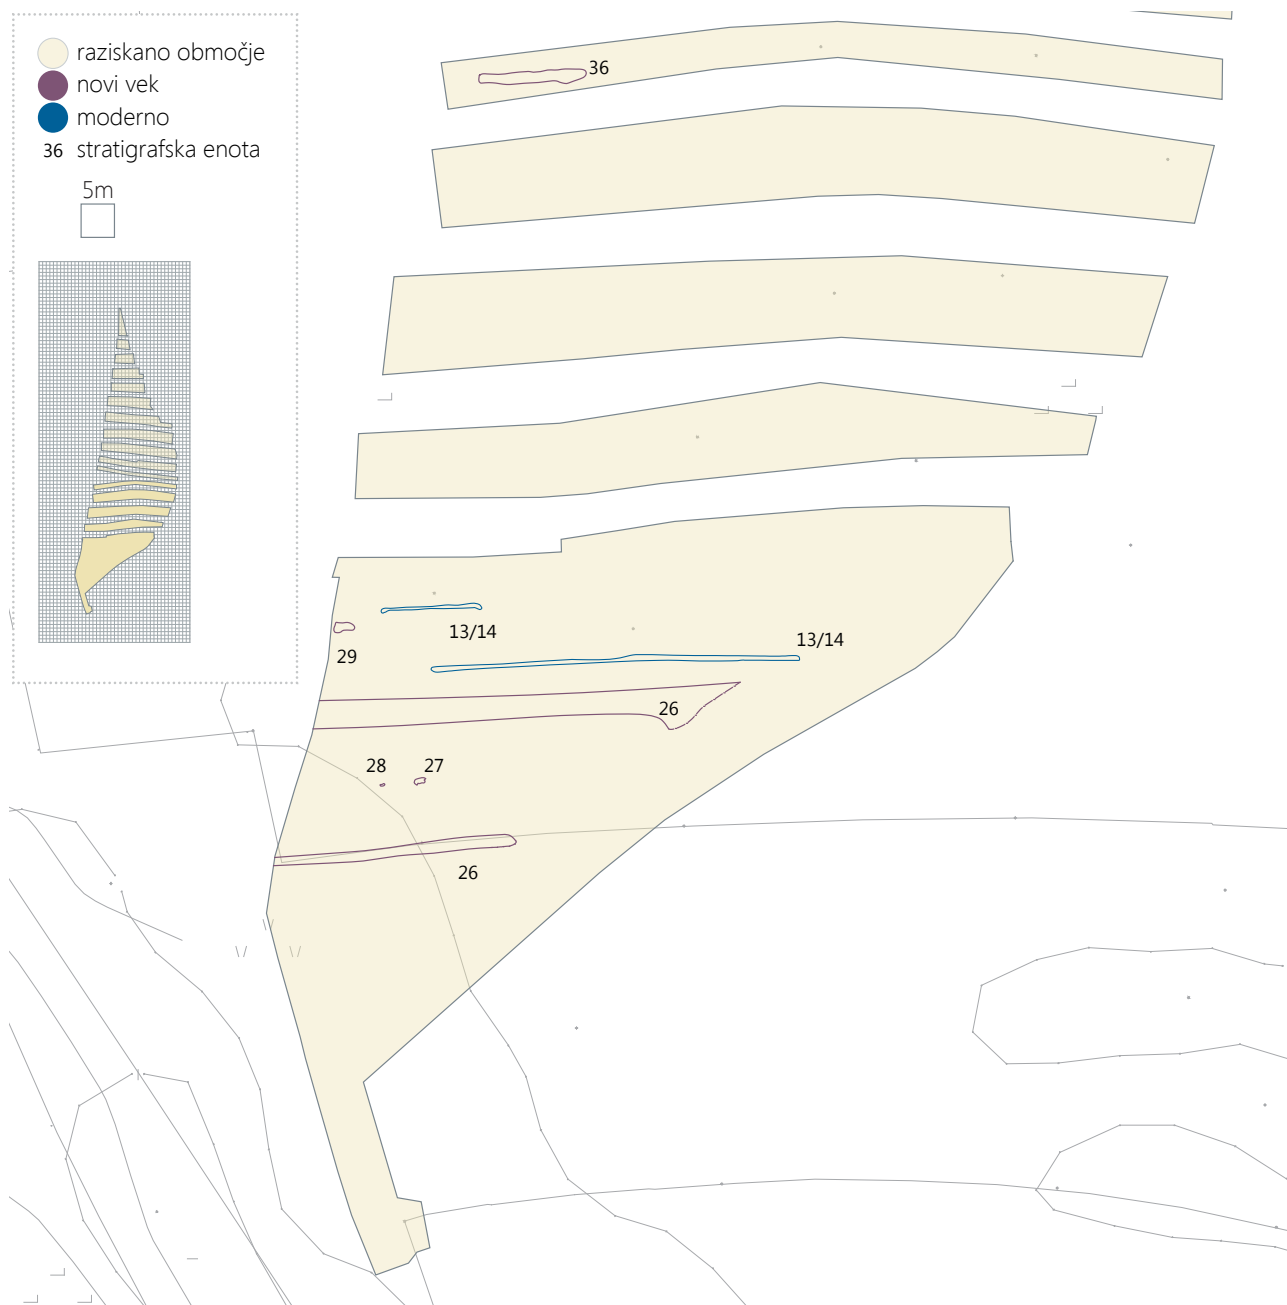 raziskano območje
novi vek
moderno
36 stratigrafska enota
5m
36
13/14
13/14
29
26
28
27
26